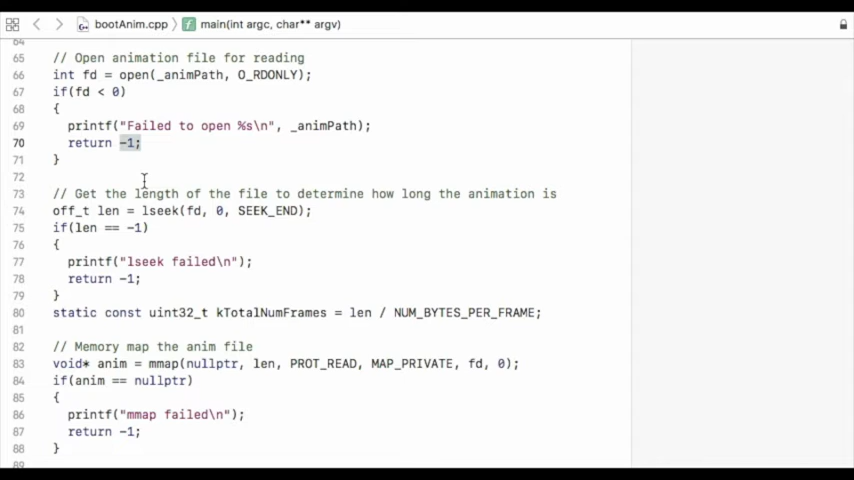 bootAnim.cpp main(int argc, char** argv)
64
65 // Open animation file for reading
66 int fd = open(_animPath, O_RDONLY);
67 if(fd < 0)
68 {
69 printf("Failed to open %s\n", _animPath);
70 return -1;
71 }
72
73 // Get the length of the file to determine how long the animation is
74 off_t len = lseek(fd, 0, SEEK_END);
75 if(len == -1)
76 {
77 printf("lseek failed\n");
78 return -1;
79 }
80 static const uint32_t kTotalNumFrames = len / NUM_BYTES_PER_FRAME;
81
82 // Memory map the anim file
83 void* anim = mmap(nullptr, len, PROT_READ, MAP_PRIVATE, fd, 0);
84 if(anim == nullptr)
85 {
86 printf("mmap failed\n");
87 return -1;
88 }
89